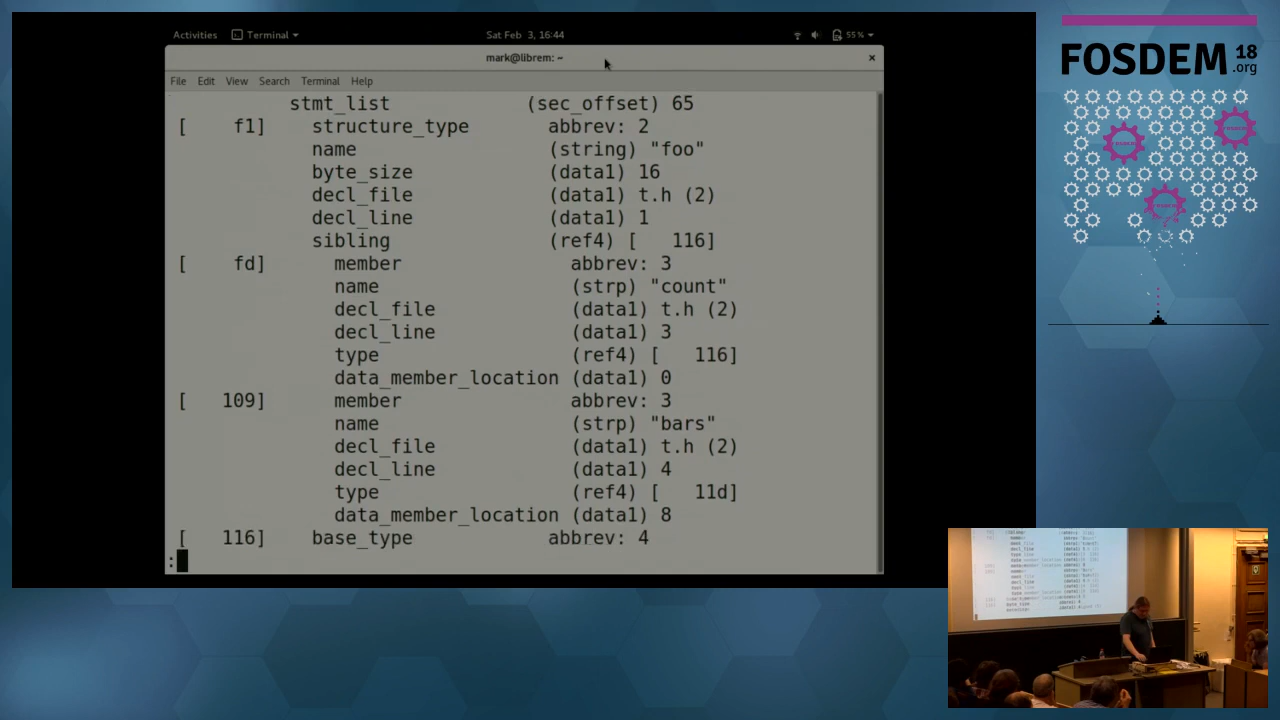 Activities Terminal Sat Feb 3, 16:44 55%
mark@librem: ~
File Edit View Search Terminal Help
stmt_list (sec_offset) 65
[ f1] structure_type abbrev: 2
name (string) "foo"
byte_size (data1) 16
decl_file (data1) t.h (2)
decl_line (data1) 1
sibling (ref4) [ 116]
[ fd] member abbrev: 3
name (strp) "count"
decl_file (data1) t.h (2)
decl_line (data1) 3
type (ref4) [ 116]
data_member_location (data1) 0
[ 109] member abbrev: 3
name (strp) "bars"
decl_file (data1) t.h (2)
decl_line (data1) 4
type (ref4) [ 11d]
data_member_location (data1) 8
[ 116] base_type abbrev: 4
:
FOSDEM 18
.org